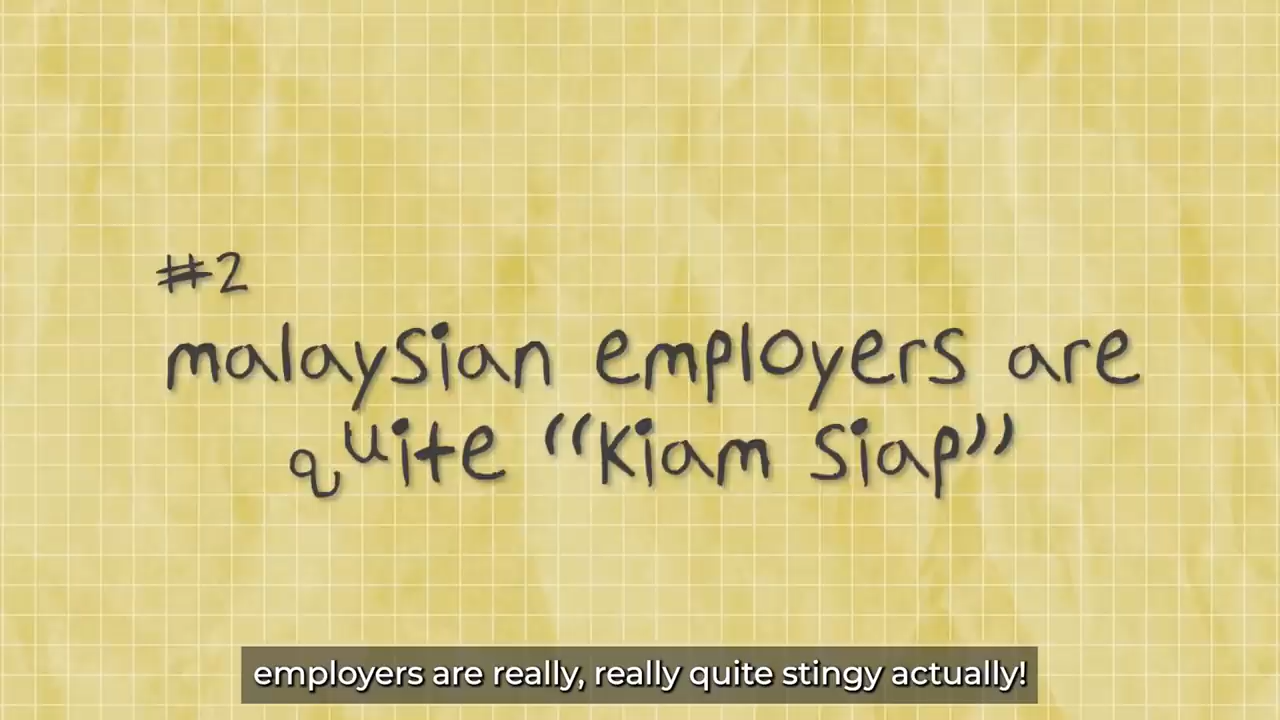 #2
malaysian employers are
quite "Kiam Siap"
employers are really, really quite stingy actually!